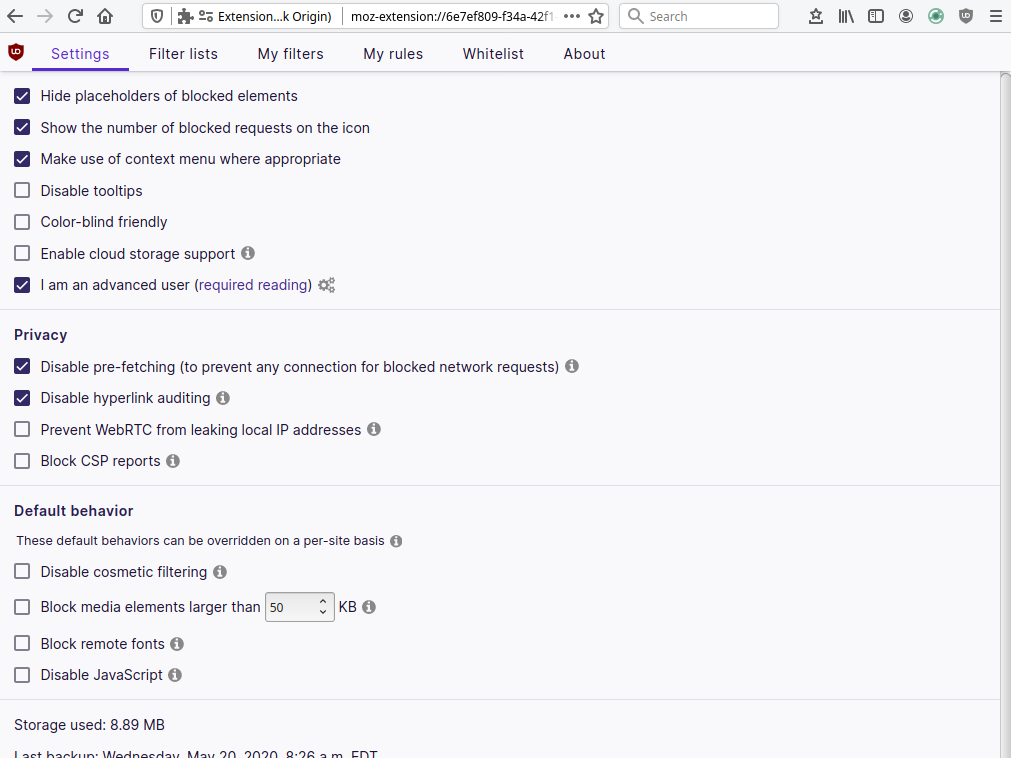 Extension...k Origin)
moz-extension://6e7ef809-f34a-42f1-
Search
Settings
Filter lists
My filters
My rules
Whitelist
About
Hide placeholders of blocked elements
Show the number of blocked requests on the icon
Make use of context menu where appropriate
Disable tooltips
Color-blind friendly
Enable cloud storage support
I am an advanced user (required reading)
Privacy
Disable pre-fetching (to prevent any connection for blocked network requests)
Disable hyperlink auditing
Prevent WebRTC from leaking local IP addresses
Block CSP reports
Default behavior
These default behaviors can be overridden on a per-site basis
Disable cosmetic filtering
Block media elements larger than 50 KB
Block remote fonts
Disable JavaScript
Storage used: 8.89 MB
Last backup: Wednesday, May 20, 2020, 8:26 a.m. EDT